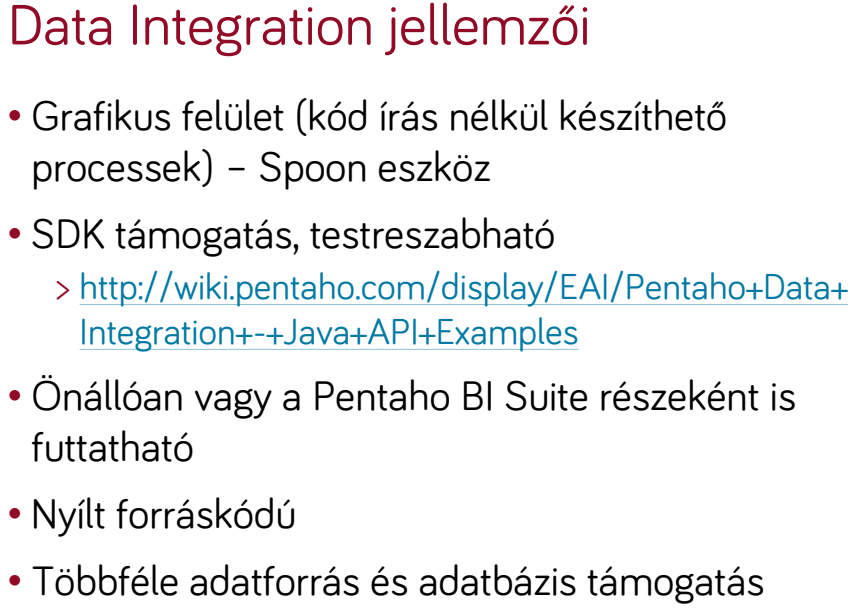 Data Integration jellemzői
• Grafikus felület (kód írás nélkül készíthető
processek) – Spoon eszköz
• SDK támogatás, testreszabható
> http://wiki.pentaho.com/display/EAI/Pentaho+Data+
Integration+-+Java+API+Examples
• Önállóan vagy a Pentaho BI Suite részeként is
futtatható
• Nyílt forráskódú
• Többféle adatforrás és adatbázis támogatás